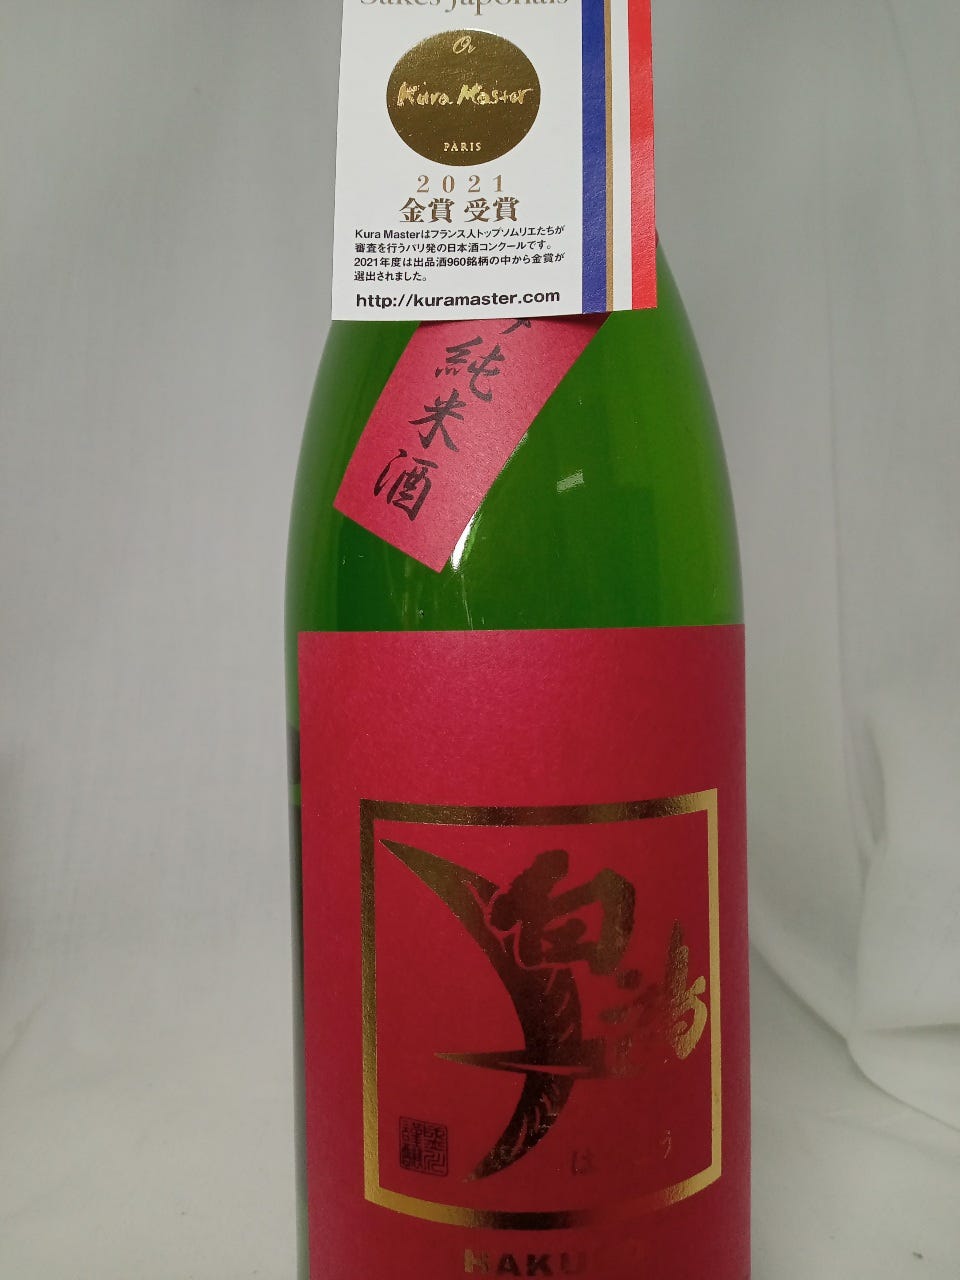 Sakes Japonais
Or
Kura Master
PARIS
2021
金賞 受賞
Kura Masterはフランス人トップソムリエたちが
審査を行うパリ発の日本酒コンクールです。
2021年度は出品酒960銘柄の中から金賞が
選出されました。
http://kuramaster.com
純米酒
白鴻
は
う
HAKU